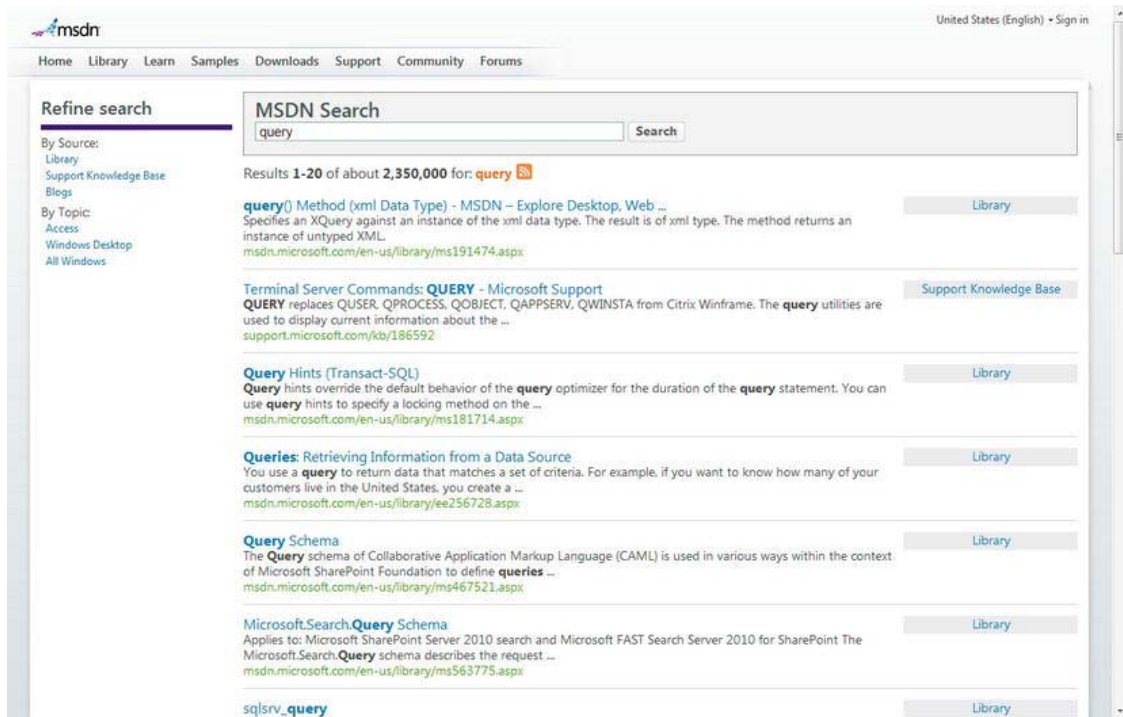 msdn
United States (English) • Sign in
Home Library Learn Samples Downloads Support Community Forums
Refine search
By Source:
Library
Support Knowledge Base
Blogs
By Topic:
Access
Windows Desktop
All Windows
MSDN Search
query Search
Results 1-20 of about 2,350,000 for: query
query() Method (xml Data Type) - MSDN – Explore Desktop, Web ...
Library
Specifies an XQuery against an instance of the xml data type. The result is of xml type. The method returns an
instance of untyped XML.
msdn.microsoft.com/en-us/library/ms191474.aspx
Terminal Server Commands: QUERY - Microsoft Support
Support Knowledge Base
QUERY replaces QUSER, QPROCESS, QOBJECT, QAPPSERV, QWINSTA from Citrix Winframe. The query utilities are
used to display current information about the ...
support.microsoft.com/kb/186592
Query Hints (Transact-SQL)
Library
Query hints override the default behavior of the query optimizer for the duration of the query statement. You can
use query hints to specify a locking method on the ...
msdn.microsoft.com/en-us/library/ms181714.aspx
Queries: Retrieving Information from a Data Source
Library
You use a query to return data that matches a set of criteria. For example, if you want to know how many of your
customers live in the United States, you create a ...
msdn.microsoft.com/en-us/library/ee256728.aspx
Query Schema
Library
The Query schema of Collaborative Application Markup Language (CAML) is used in various ways within the context
of Microsoft SharePoint Foundation to define queries ...
msdn.microsoft.com/en-us/library/ms467521.aspx
Microsoft.Search.Query Schema
Library
Applies to: Microsoft SharePoint Server 2010 search and Microsoft FAST Search Server 2010 for SharePoint The
Microsoft.Search.Query schema describes the request ...
msdn.microsoft.com/en-us/library/ms563775.aspx
sqlsrv_query
Library